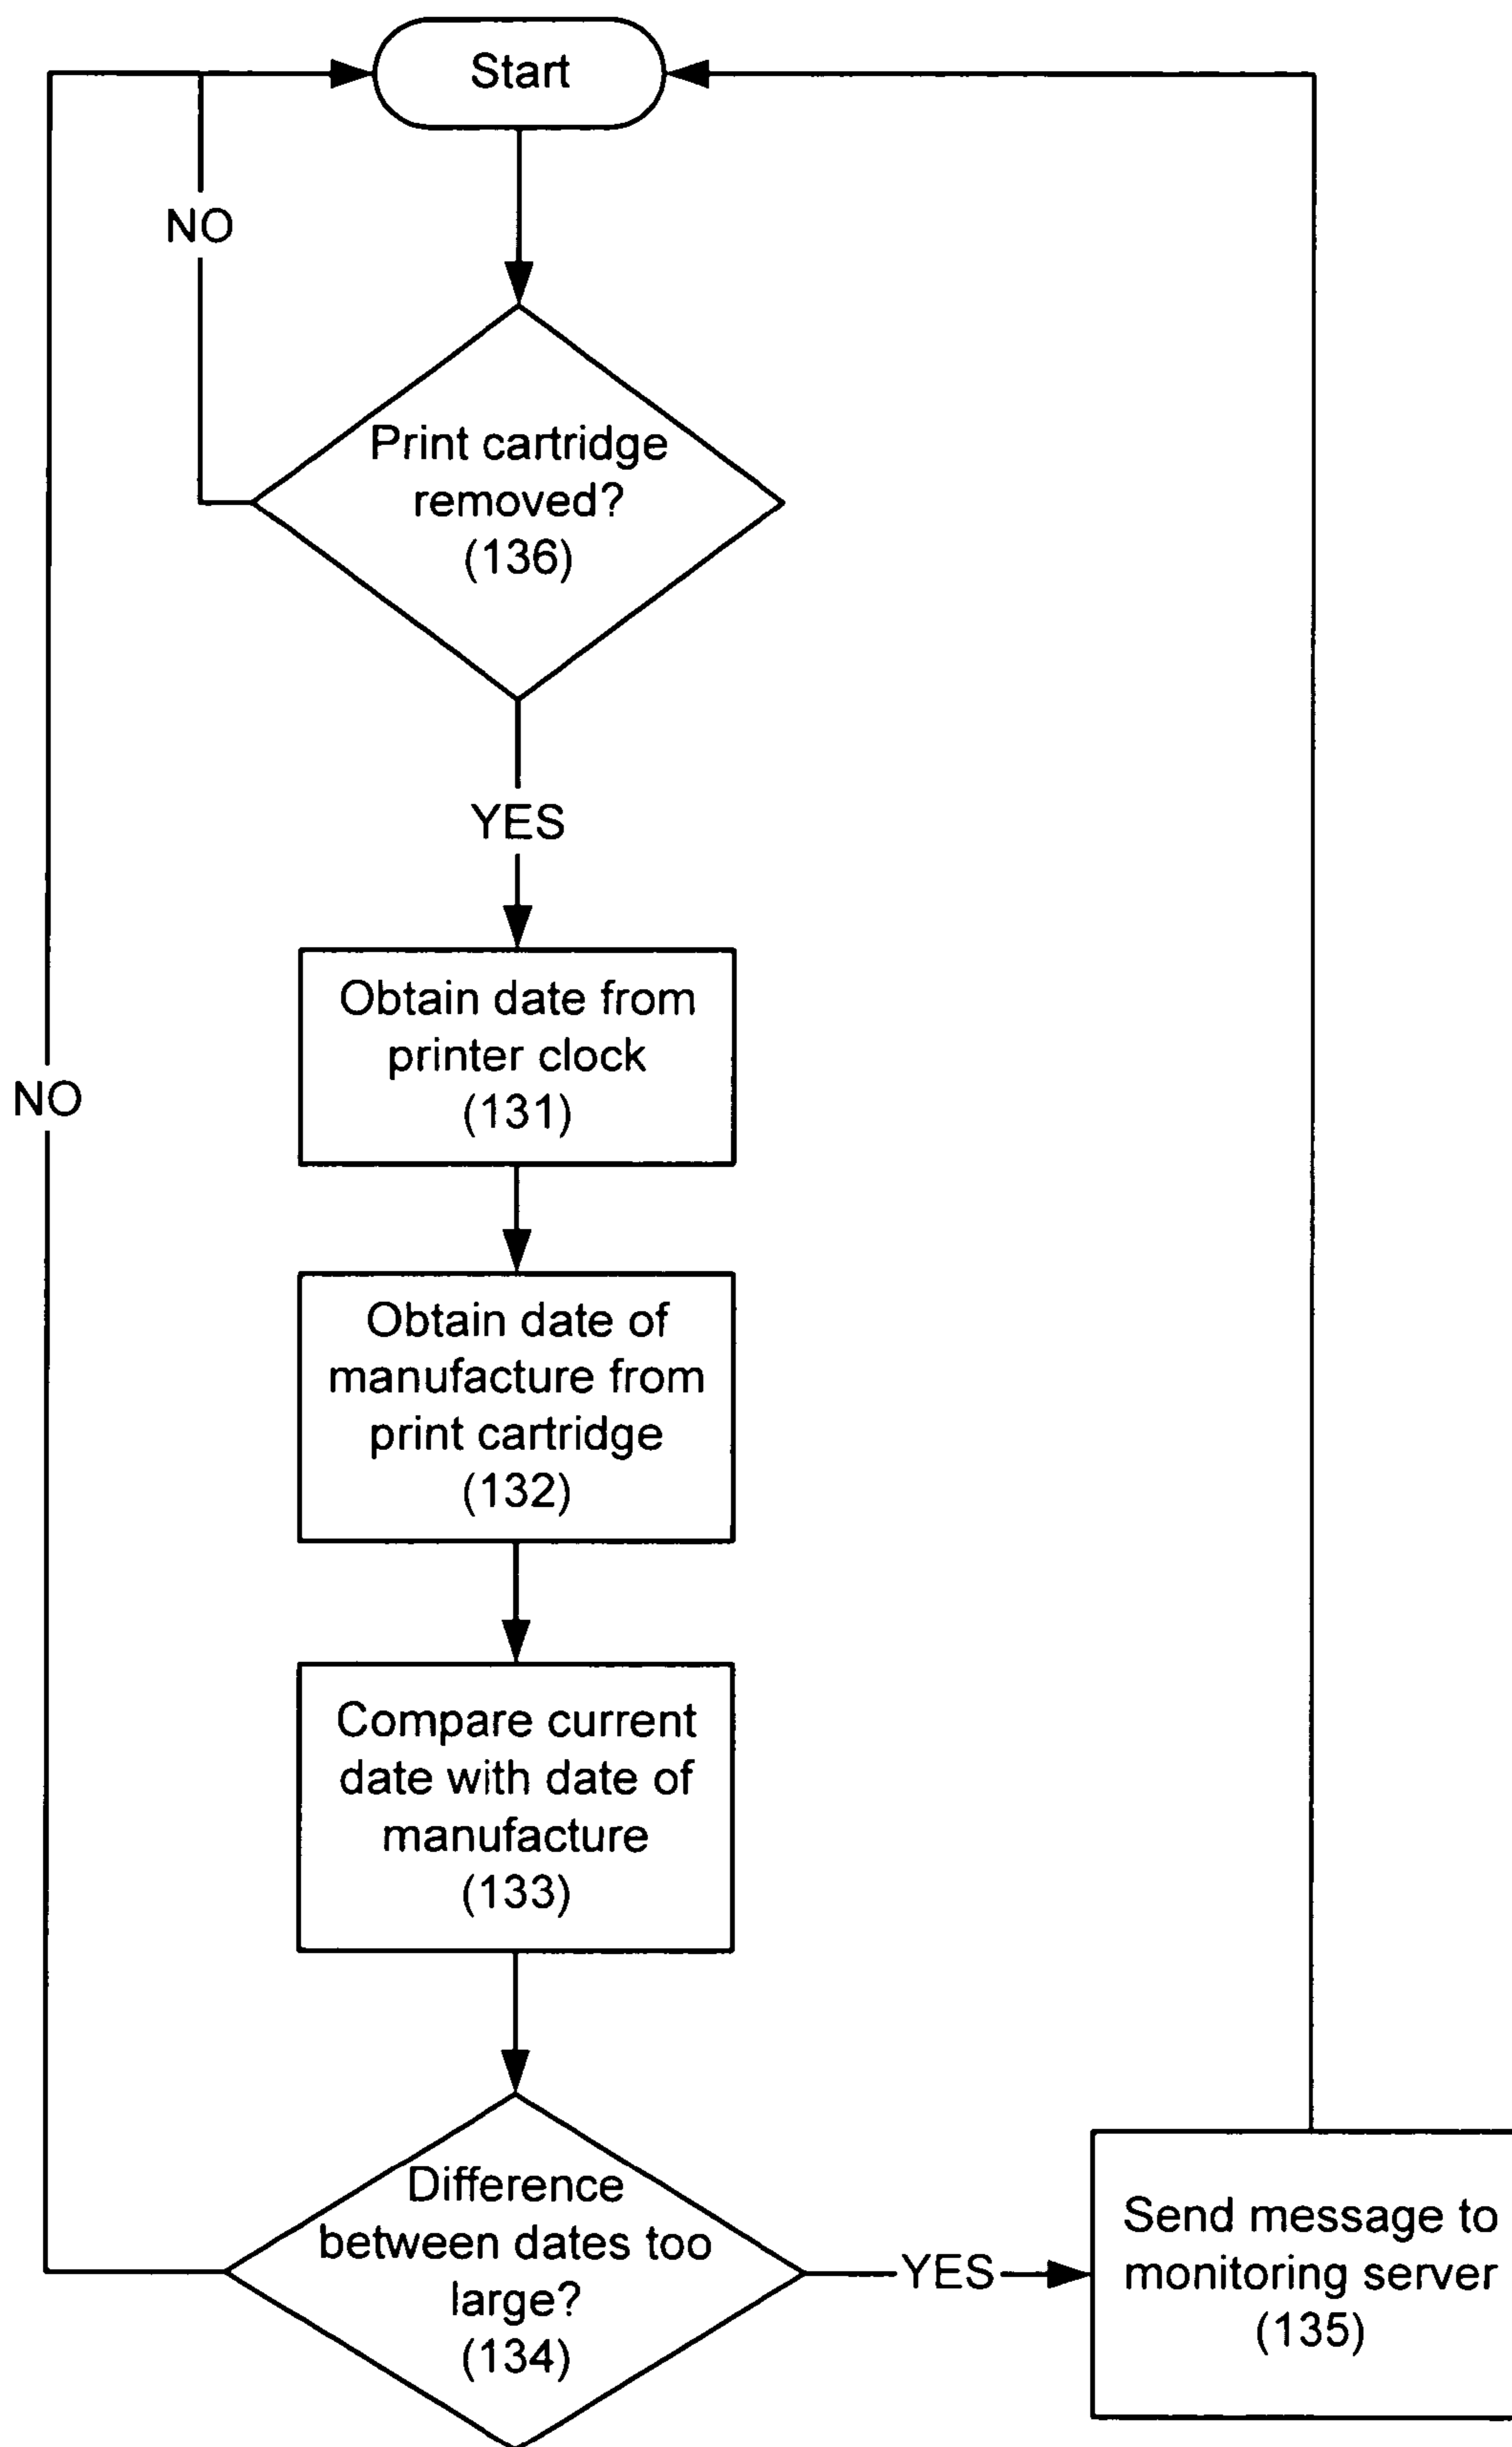 Start
NO
Print cartridge
removed?
(136)
YES
Obtain date from
printer clock
(131)
NO
Obtain date of
manufacture from
print cartridge
(132)
Compare current
date with date of
manufacture
(133)
Difference
between dates too
large?
(134)
YES
Send message to
monitoring server
(135)